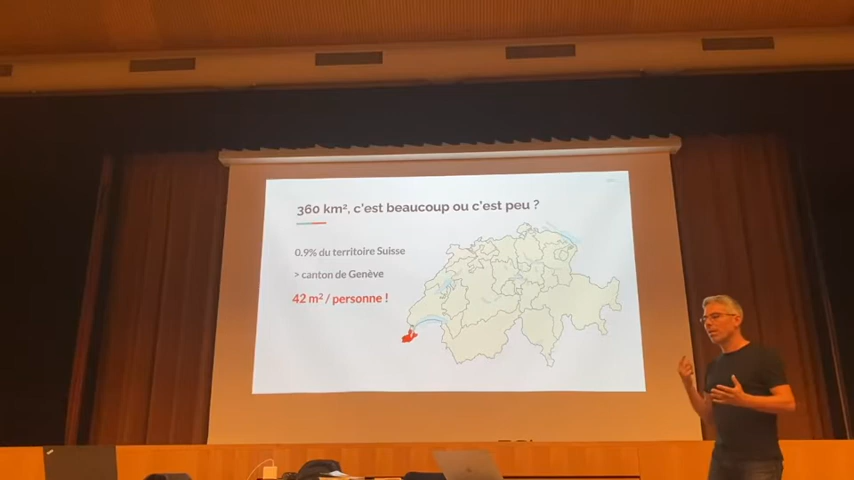 360 km², c'est beaucoup ou c'est peu ?
0.9% du territoire Suisse
> canton de Genève
42 m² / personne !